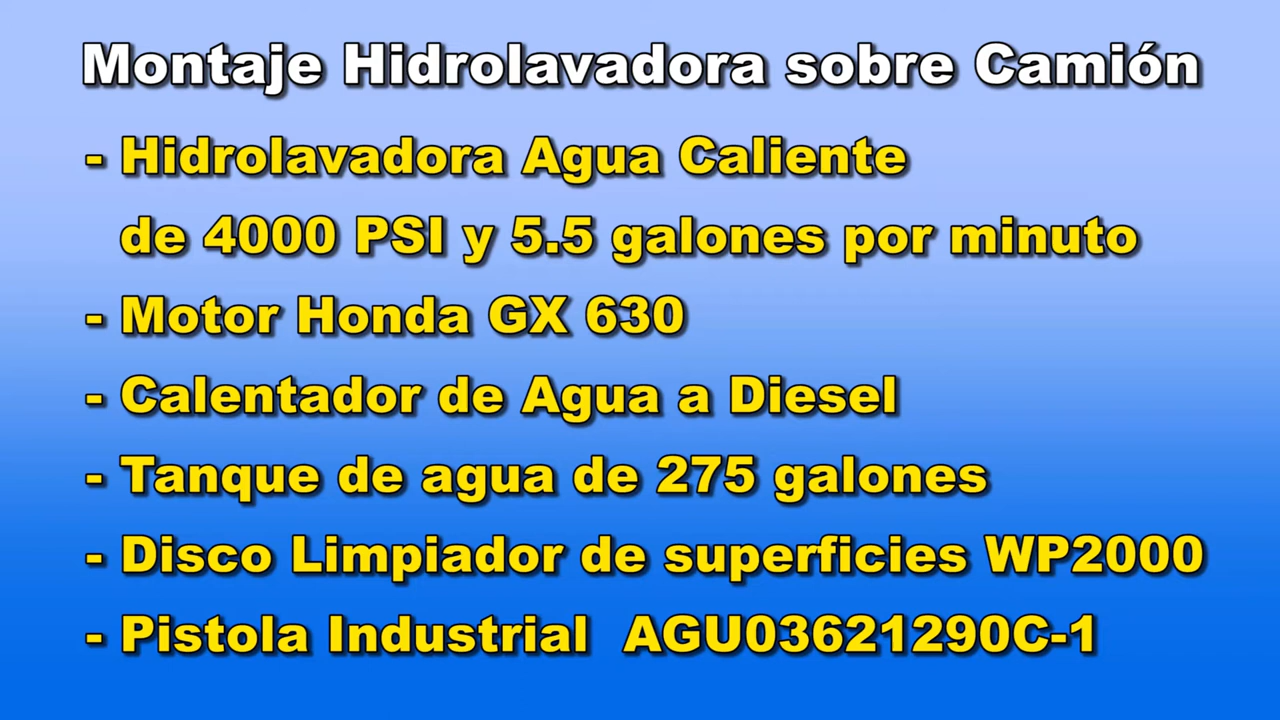 Montaje Hidrolavadora sobre Camión
- Hidrolavadora Agua Caliente
de 4000 PSI y 5.5 galones por minuto
- Motor Honda GX 630
- Calentador de Agua a Diesel
- Tanque de agua de 275 galones
- Disco Limpiador de superficies WP2000
- Pistola Industrial AGU03621290C-1